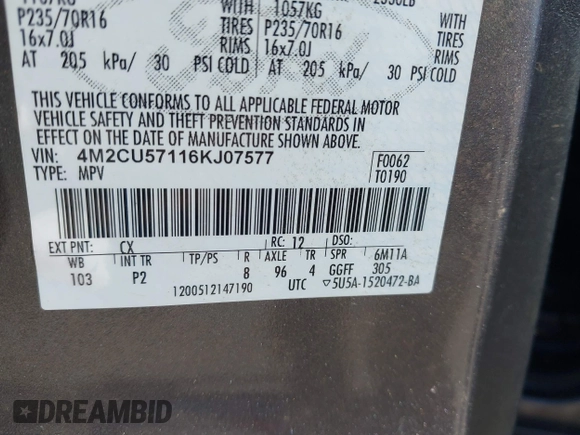 WITH 1057KG
P235/70R16 TIRES P235/70R16
16x7.0J RIMS 16x7.0J
AT 205 kPa/ 30 PSI COLD AT 205 kPa/ 30 PSI COLD
THIS VEHICLE CONFORMS TO ALL APPLICABLE FEDERAL MOTOR
VEHICLE SAFETY AND THEFT PREVENTION STANDARDS IN
EFFECT ON THE DATE OF MANUFACTURE SHOWN ABOVE.
VIN: 4M2CU57116KJ07577 F0062
TYPE: MPV T0190
EXT PNT: CX RC: 12 DSO:
WB INT TR TP/PS R AXLE TR SPR 6M11A
103 P2 8 96 4 GGFF 305
1200512147190 UTC ▽5U5A-1520472-BA
DREAMBID